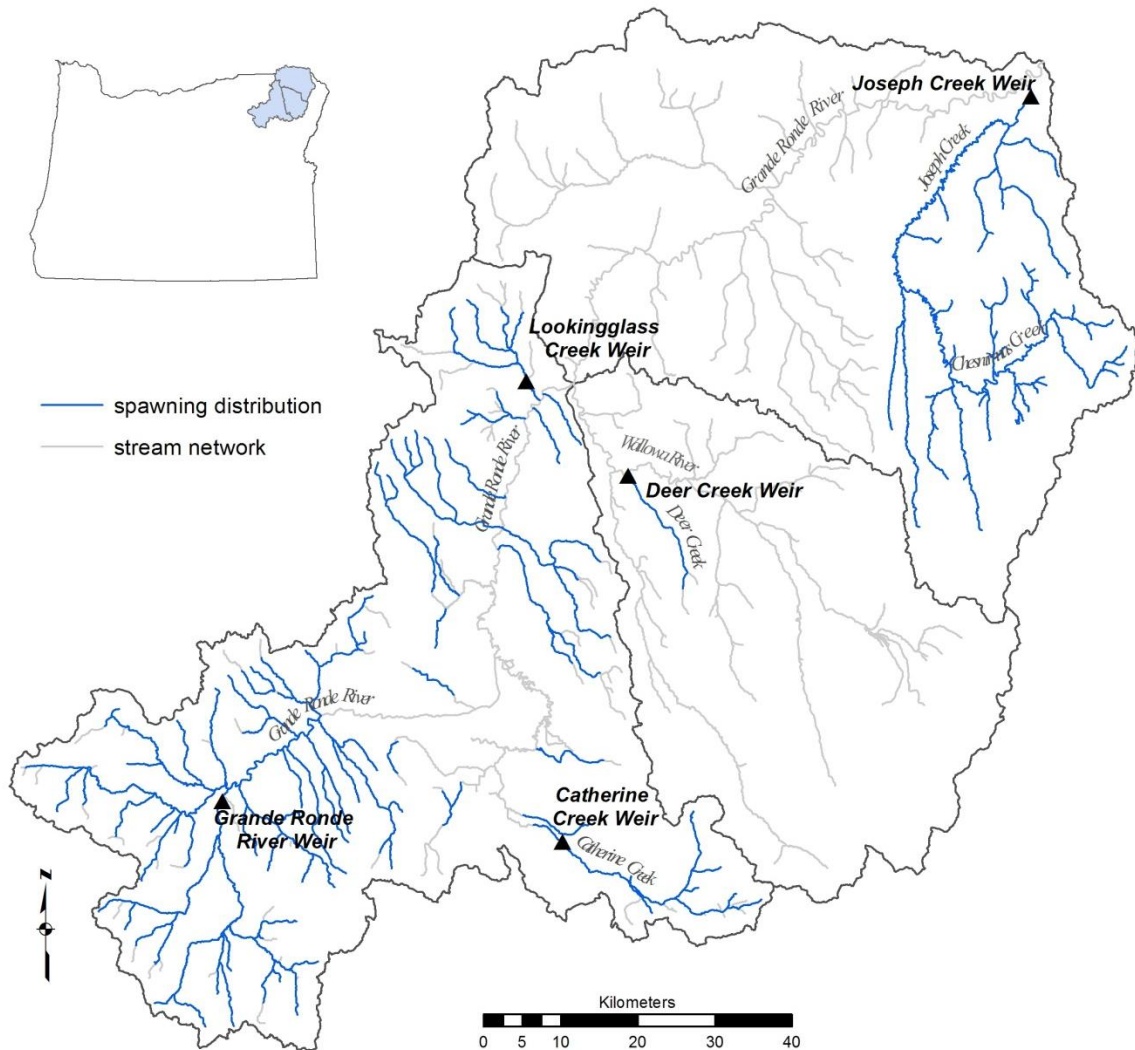 Joseph Creek Weir
Grande Ronde River
Joseph Creek
Lookingglass
Creek Weir
Chesnimnus Creek
spawning distribution
stream network
Grande Ronde River
Wallowa River
Deer Creek Weir
Deer Creek
Grande Ronde River
Catherine
Creek Weir
Grande Ronde
River Weir
Catherine Creek
N
Kilometers
0 5 10 20 30 40